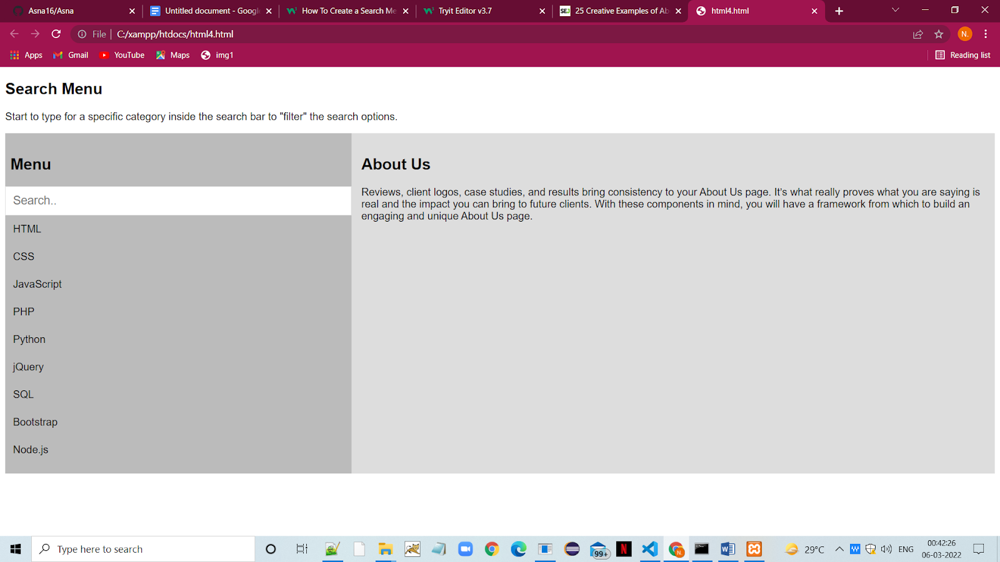 Asna16/Asna
Untitled document - Googl
How To Create a Search Me
Tryit Editor v3.7
SEJ 25 Creative Examples of Ab
html4.html
File | C:/xampp/htdocs/html4.html
N.
Apps Gmail YouTube Maps img1 Reading list
Search Menu
Start to type for a specific category inside the search bar to "filter" the search options.
Menu
Search..
HTML
CSS
JavaScript
PHP
Python
jQuery
SQL
Bootstrap
Node.js
About Us
Reviews, client logos, case studies, and results bring consistency to your About Us page. It’s what really proves what you are saying is
real and the impact you can bring to future clients. With these components in mind, you will have a framework from which to build an
engaging and unique About Us page.
Type here to search
99+
N
29°C
ENG
00:42:26
06-03-2022